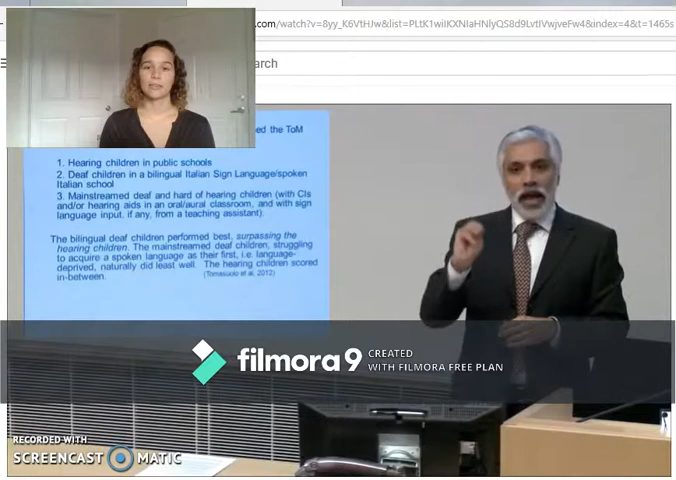 .com/watch?v=8yy_K6VtHJw&list=PLtK1wiIKXNIaHNlyQS8d9LvtIVwjveFw4&index=4&t=1465s
arch
ed the ToM
1. Hearing children in public schools
2. Deaf children in a bilingual Italian Sign Language/spoken
Italian school
3. Mainstreamed deaf and hard of hearing children (with CIs
and/or hearing aids in an oral/aural classroom, and with sign
language input, if any, from a teaching assistant)
The bilingual deaf children performed best, surpassing the
hearing children. The mainstreamed deaf children, struggling
to acquire a spoken language as their first, i.e. language-
deprived, naturally did least well. The hearing children scored
in-between. (Tomasuolo et al, 2012)
filmora9 CREATED
WITH FILMORA FREE PLAN
RECORDED WITH
SCREENCAST MATIC